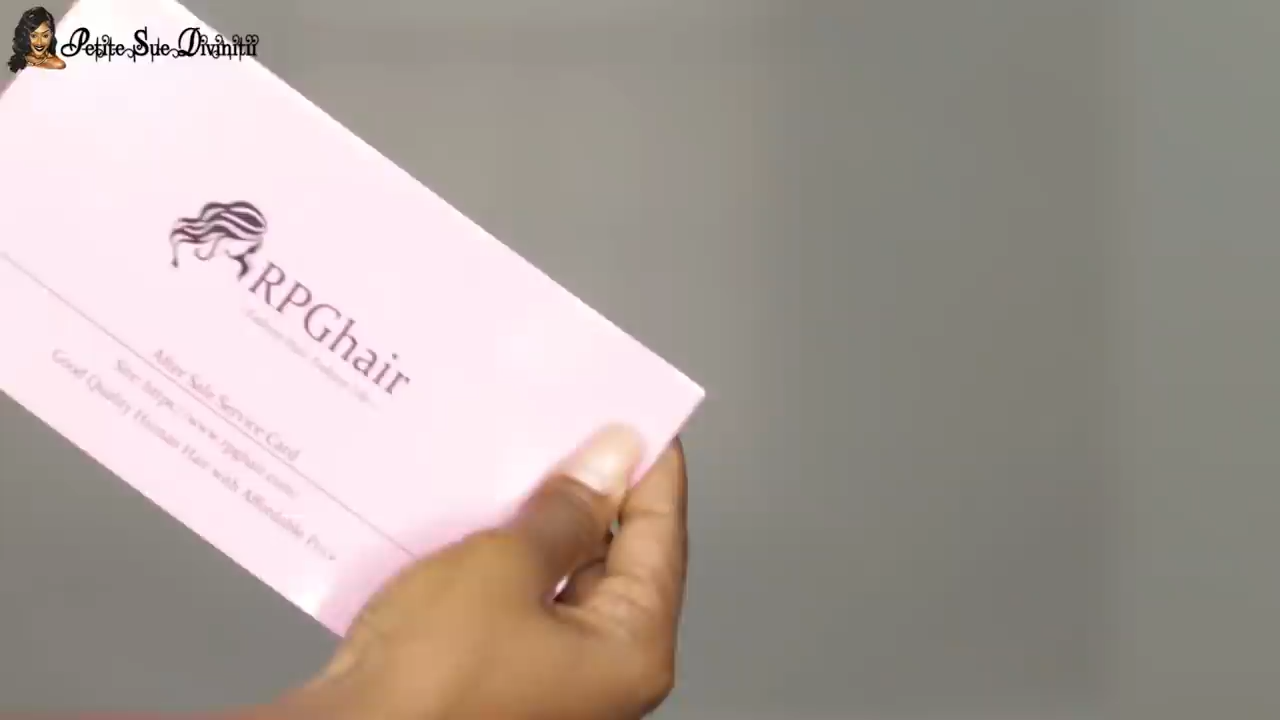 Petite Sue Divinitii
RPGhair
After Sale Service Card
Site: https://www.rpghair.com/
Good Quality Human Hair with Affordable Price